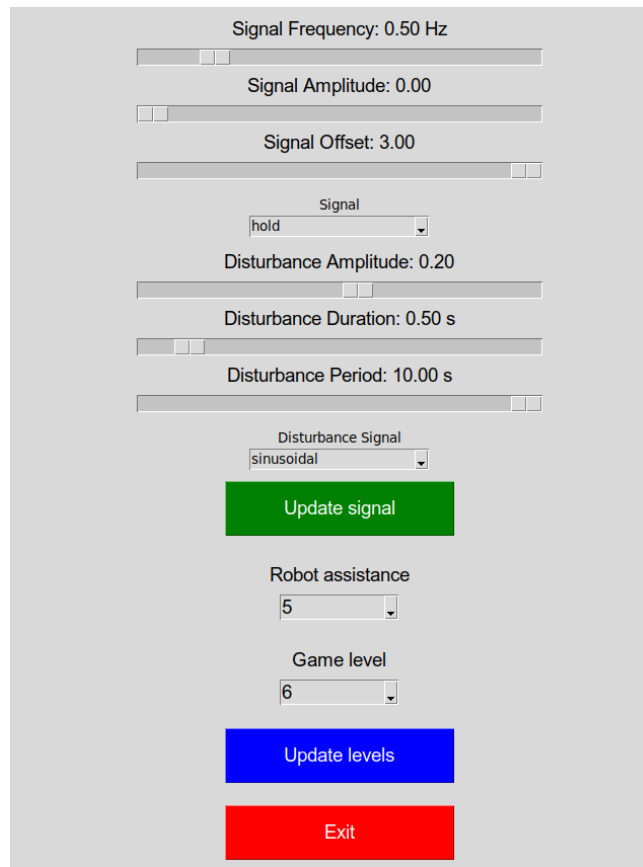 Signal Frequency: 0.50 Hz
Signal Amplitude: 0.00
Signal Offset: 3.00
Signal
hold
Disturbance Amplitude: 0.20
Disturbance Duration: 0.50 s
Disturbance Period: 10.00 s
Disturbance Signal
sinusoidal
Update signal
Robot assistance
5
Game level
6
Update levels
Exit